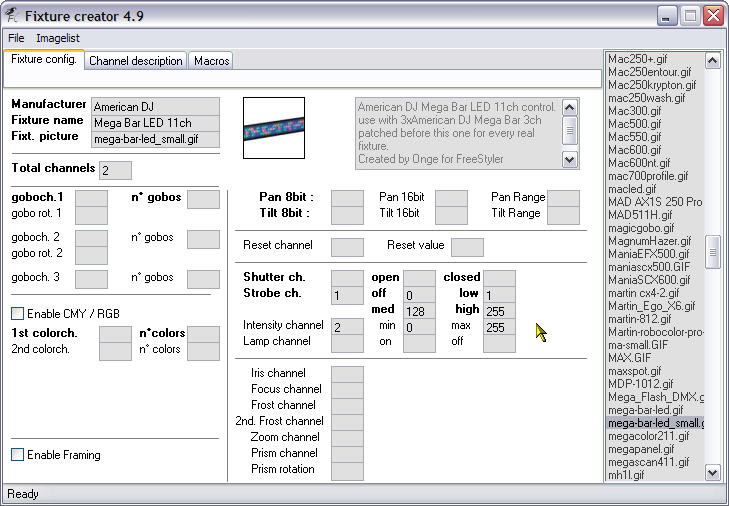 Fixture creator 4.9
File Imagelist
Fixture config. Channel description Macros
Manufacturer American DJ
Fixture name Mega Bar LED 11ch
Fixt. picture mega-bar-led_small.gif
American DJ Mega Bar LED 11ch control.
use with 3xAmerican DJ Mega Bar 3ch
patched before this one for every real
fixture.
Created by Onge for FreeStyler
Total channels 2
goboch.1 n° gobos
gobo rot. 1
goboch. 2 n° gobos
gobo rot. 2
goboch. 3 n° gobos
Enable CMY / RGB
1st colorch. n°colors
2nd colorch. n° colors
Enable Framing
Pan 8bit : Pan 16bit Pan Range
Tilt 8bit : Tilt 16bit Tilt Range
Reset channel Reset value
Shutter ch. open closed
Strobe ch. 1 off 0 low 1
med 128 high 255
Intensity channel 2 min 0 max 255
Lamp channel on off
Iris channel
Focus channel
Frost channel
2nd. Frost channel
Zoom channel
Prism channel
Prism rotation
Mac250+.gif
Mac250entour.gif
Mac250krypton.gif
mac250wash.gif
Mac300.gif
Mac500.gif
Mac550.gif
Mac600.gif
Mac600nt.gif
mac700profile.gif
macled.gif
MAD AX1S 250 Pro
MAD511H.gif
magicgobo.gif
MagnumHazer.gif
ManiaEFX500.gif
maniascx500.GIF
ManiaSCX600.gif
martin cx4-2.gif
Martin_Ego_X6.gif
martin-812.gif
Martin-robocolor-pro-
ma-small.GIF
MAX.GIF
maxspot.gif
MDP-1012.gif
Mega_Flash_DMX.g
mega-bar-led.gif
mega-bar-led_small.g
megacolor211.gif
megapanel.gif
megascan411.gif
mh1l.gif
Ready